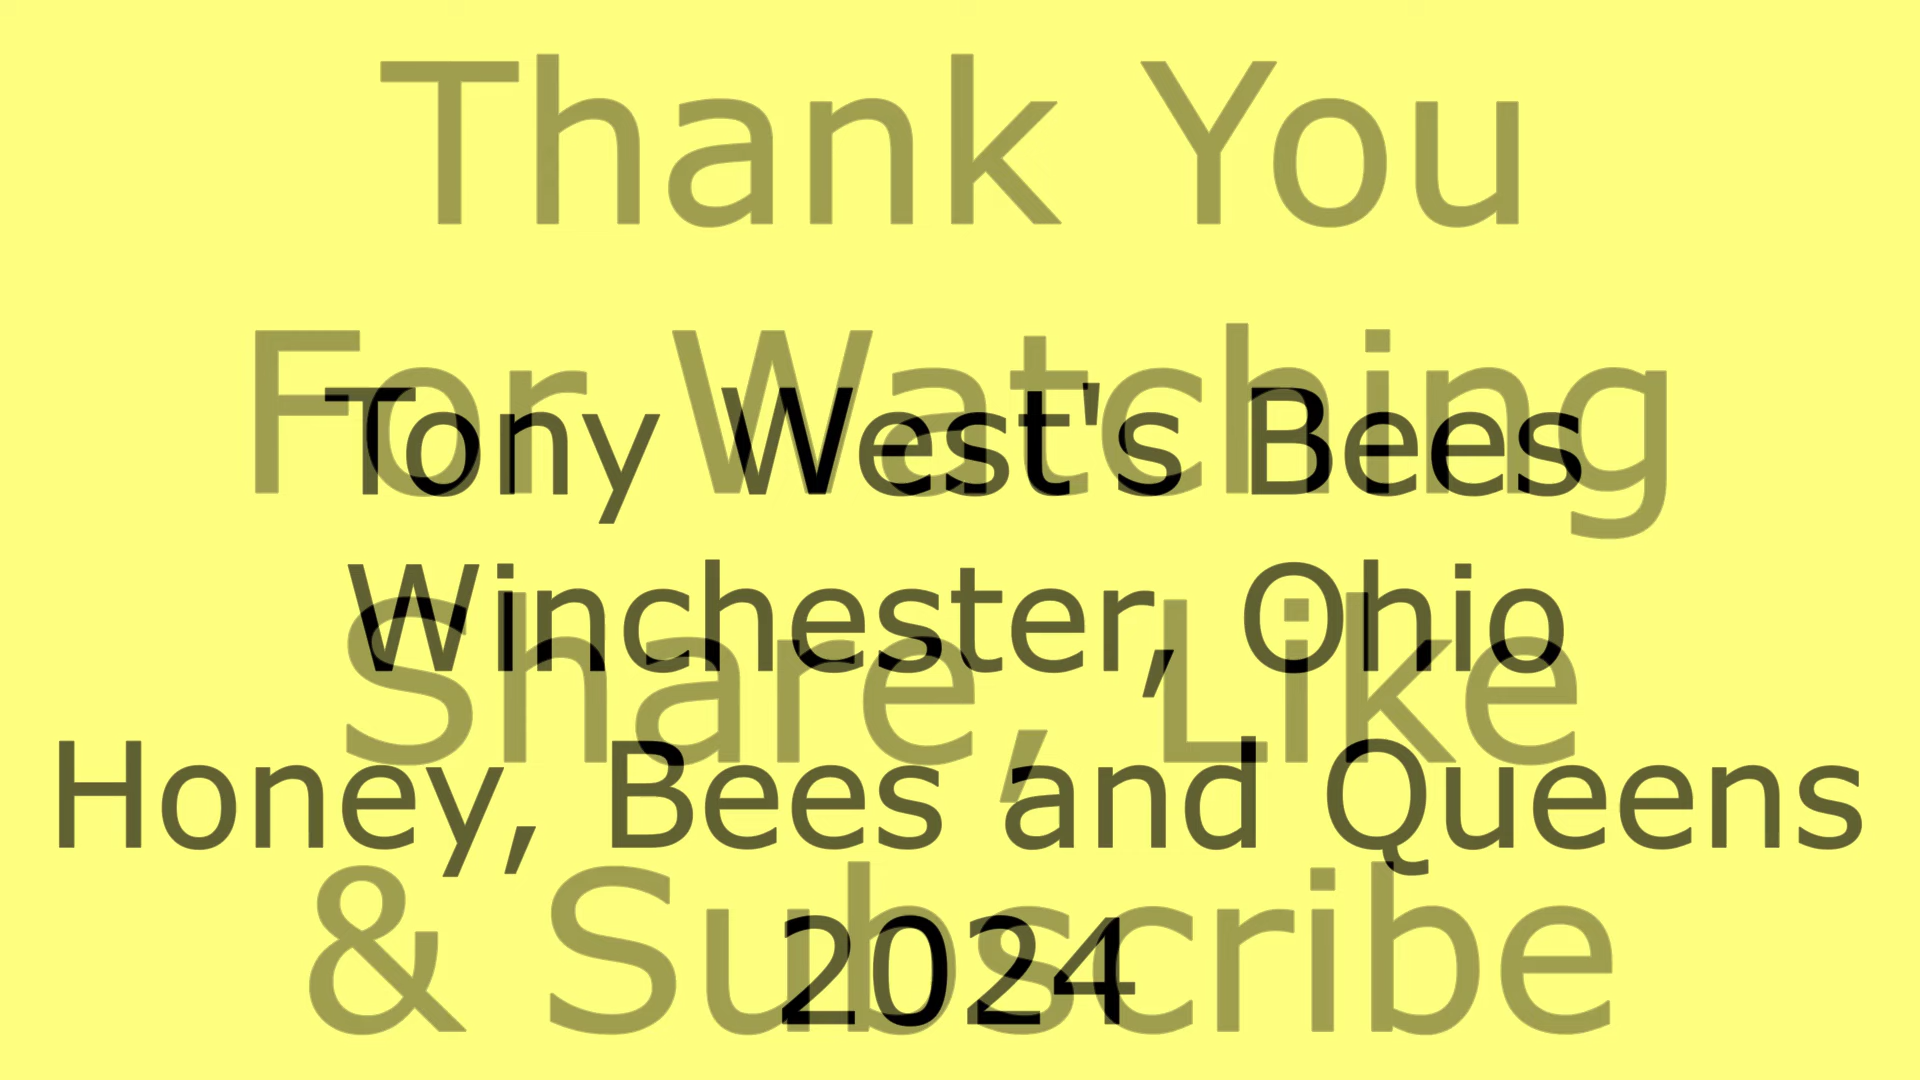 Thank You
For Watching
Share, Like
& Subscribe
Tony West's Bees
Winchester, Ohio
Honey, Bees and Queens
2024